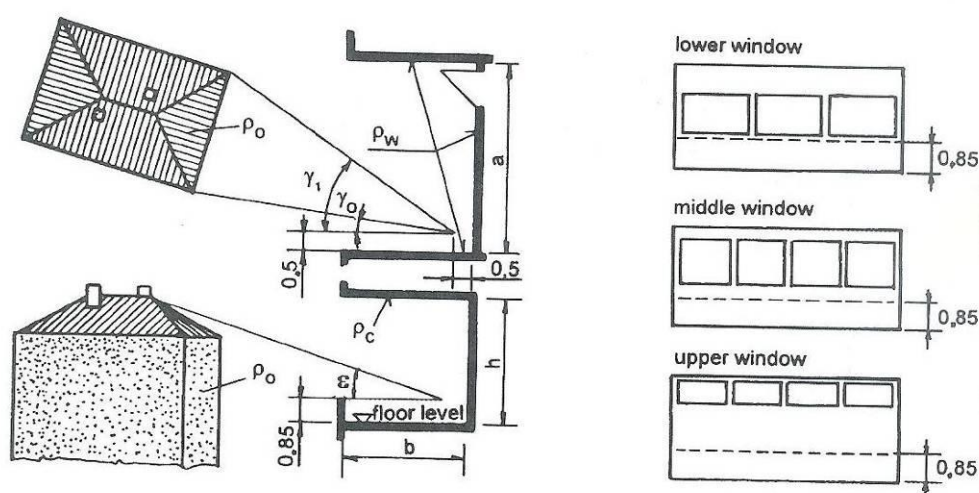 ρo
γ1
γo
0.5
ρw
a
0.5
ρc
ρo
ε
h
floor level
0.85
b
lower window
0.85
middle window
0.85
upper window
0.85